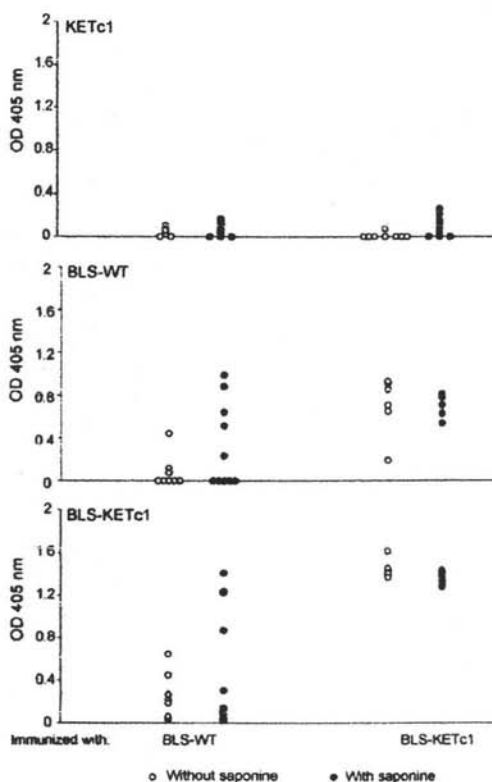 KETc1
2
1.6
1.2
0.8
0.4
0
OD 405 nm
BLS-WT
2
1.6
1.2
0.8
0.4
0
OD 405 nm
BLS-KETc1
2
1.6
1.2
0.8
0.4
0
OD 405 nm
Immunized with: BLS-WT BLS-KETc1
Without saponine With saponine